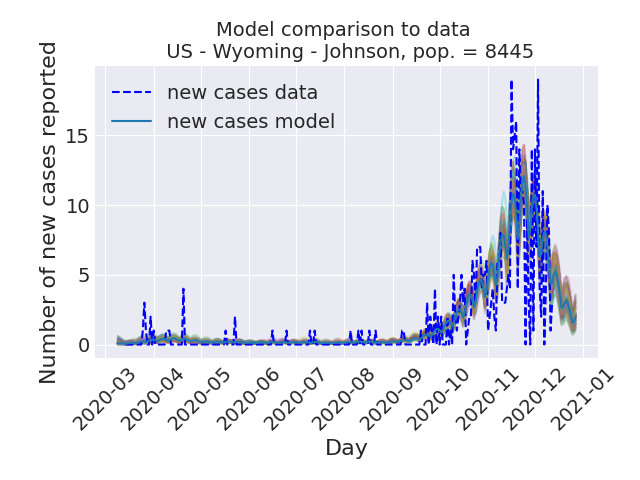 Model comparison to data
US - Wyoming - Johnson, pop. = 8445
new cases data
new cases model
Number of new cases reported
15
10
5
0
2020-03
2020-04
2020-05
2020-06
2020-07
2020-08
2020-09
2020-10
2020-11
2020-12
2021-01
Day